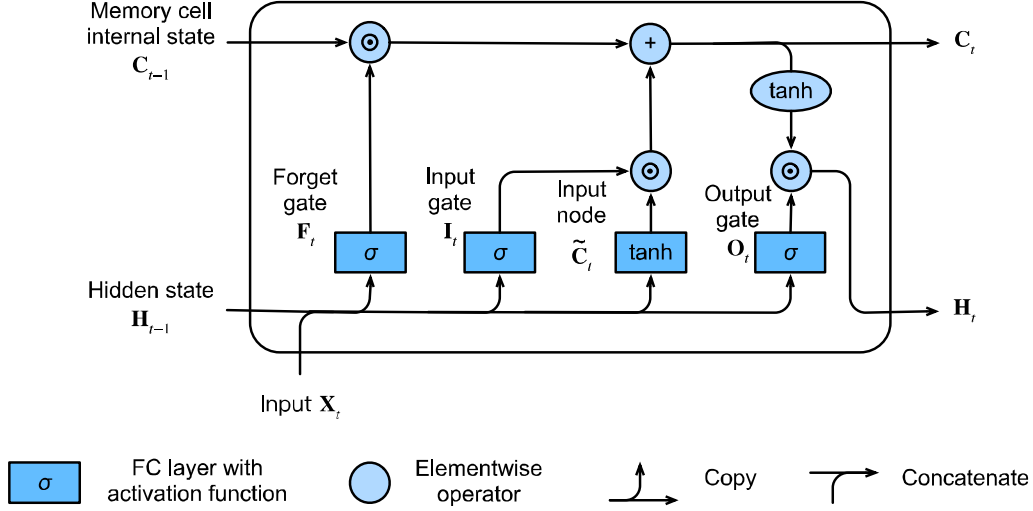 Memory cell
internal state
C_{t−1}
⊙
+
C_t
tanh
⊙
⊙
Forget
gate
F_t
Input
gate
I_t
Input
node
C̃_t
Output
gate
O_t
σ
σ
tanh
σ
Hidden state
H_{t−1}
H_t
Input X_t
σ
FC layer with
activation function
Elementwise
operator
Copy
Concatenate